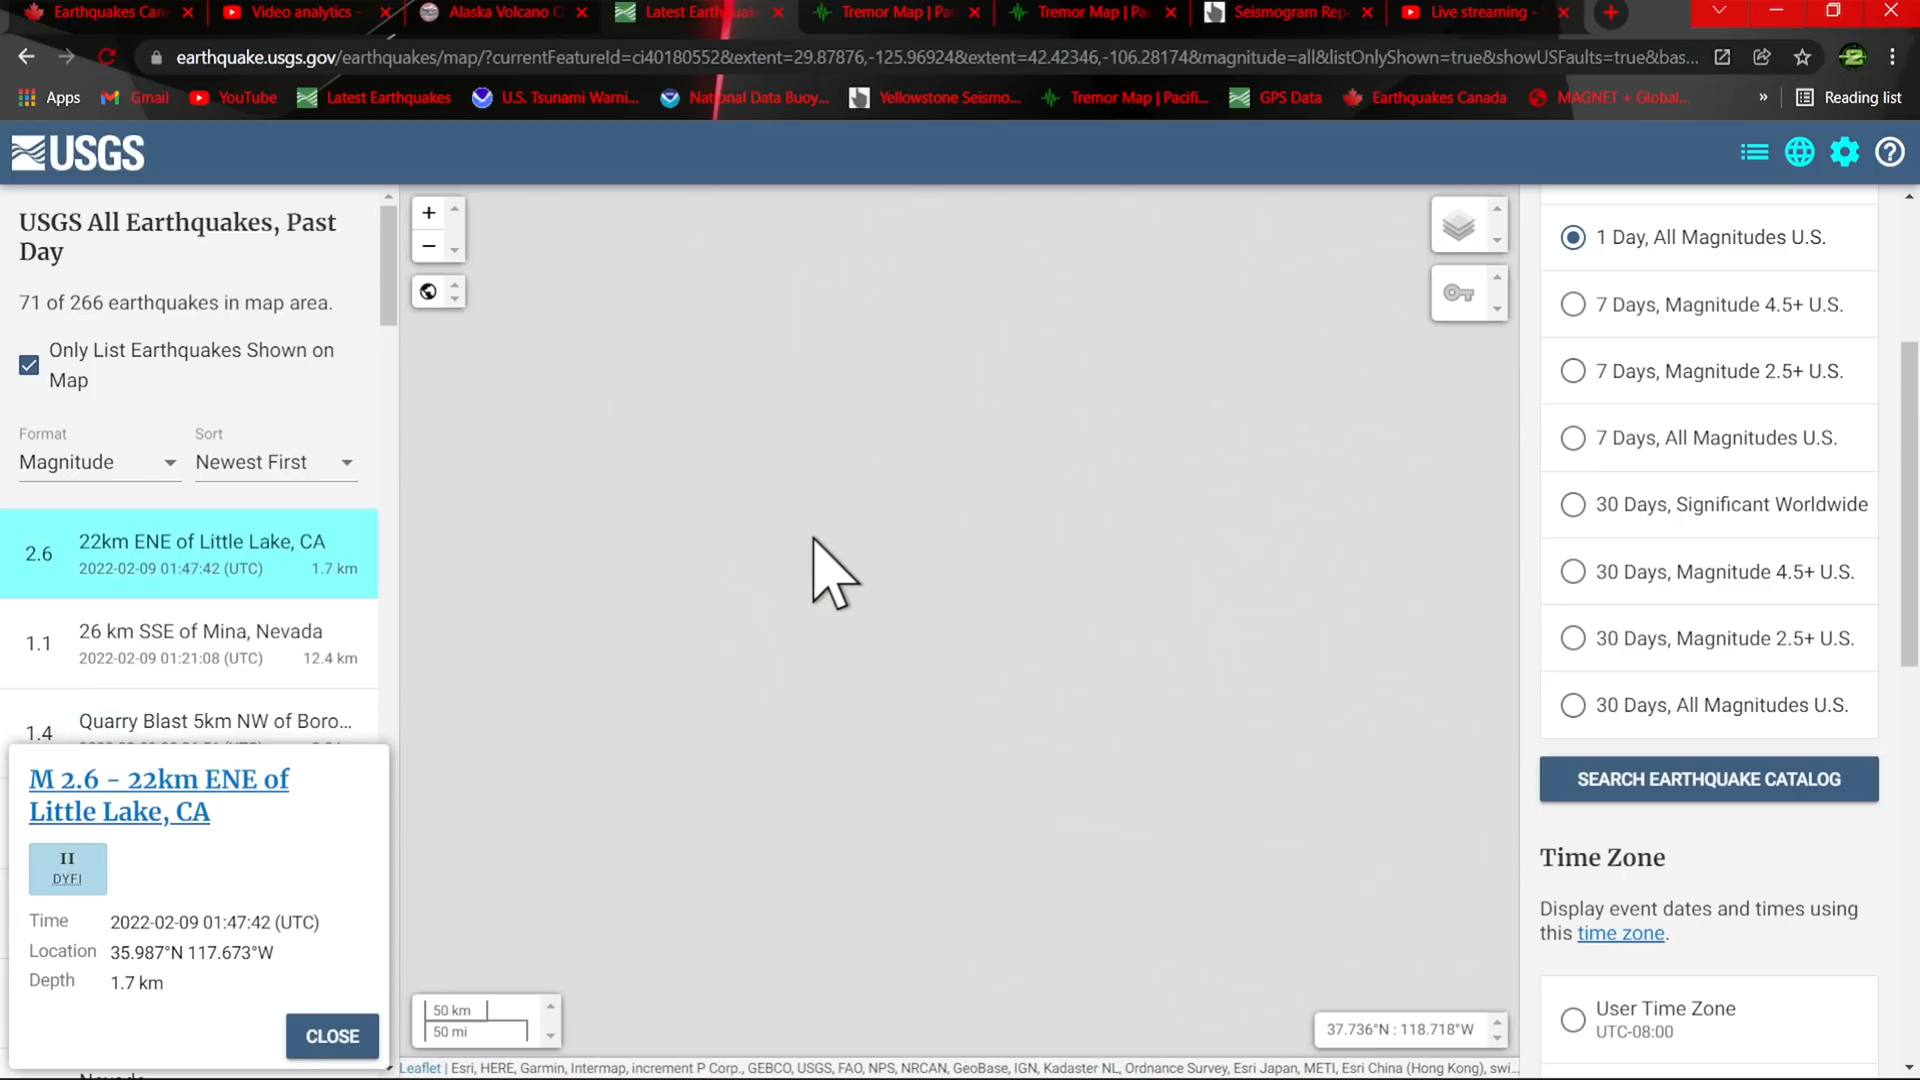 Earthquakes Can
Video analytics -
Alaska Volcano O
Latest Earthquak
Tremor Map | Pac
Tremor Map | Pac
Seismogram Rep
Live streaming -
earthquake.usgs.gov/earthquakes/map/?currentFeatureId=ci40180552&extent=29.87876,-125.96924&extent=42.42346,-106.28174&magnitude=all&listOnlyShown=true&showUSFaults=true&bas...
Apps
Gmail
YouTube
Latest Earthquakes
U.S. Tsunami Warni...
National Data Buoy...
Yellowstone Seismo...
Tremor Map | Pacifi...
GPS Data
Earthquakes Canada
MAGNET + Global...
»
Reading list
USGS
USGS All Earthquakes, Past
Day
71 of 266 earthquakes in map area.
Only List Earthquakes Shown on
Map
Format
Sort
Magnitude
Newest First
2.6
22km ENE of Little Lake, CA
2022-02-09 01:47:42 (UTC) 1.7 km
1.1
26 km SSE of Mina, Nevada
2022-02-09 01:21:08 (UTC) 12.4 km
1.4
Quarry Blast 5km NW of Boro...
M 2.6 - 22km ENE of
Little Lake, CA
II
DYFI
Time 2022-02-09 01:47:42 (UTC)
Location 35.987°N 117.673°W
Depth 1.7 km
CLOSE
Nevada
+
−
50 km
50 mi
37.736°N : 118.718°W
Leaflet | Esri, HERE, Garmin, Intermap, increment P Corp., GEBCO, USGS, FAO, NPS, NRCAN, GeoBase, IGN, Kadaster NL, Ordnance Survey, Esri Japan, METI, Esri China (Hong Kong), swi...
1 Day, All Magnitudes U.S.
7 Days, Magnitude 4.5+ U.S.
7 Days, Magnitude 2.5+ U.S.
7 Days, All Magnitudes U.S.
30 Days, Significant Worldwide
30 Days, Magnitude 4.5+ U.S.
30 Days, Magnitude 2.5+ U.S.
30 Days, All Magnitudes U.S.
SEARCH EARTHQUAKE CATALOG
Time Zone
Display event dates and times using
this time zone.
User Time Zone
UTC-08:00